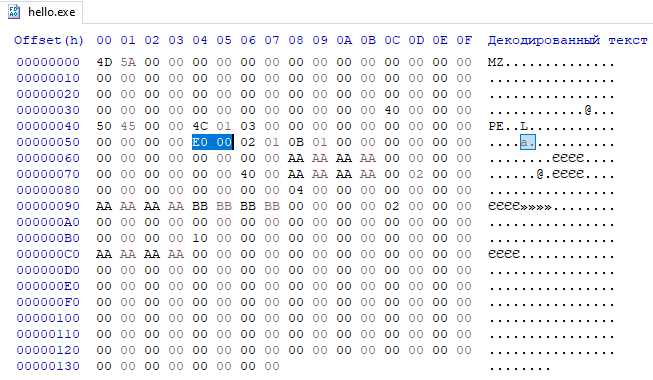 hello.exe
Offset(h) 00 01 02 03 04 05 06 07 08 09 0A 0B 0C 0D 0E 0F Декодированный текст
00000000 4D 5A 00 00 00 00 00 00 00 00 00 00 00 00 00 00 MZ..............
00000010 00 00 00 00 00 00 00 00 00 00 00 00 00 00 00 00 ................
00000020 00 00 00 00 00 00 00 00 00 00 00 00 00 00 00 00 ................
00000030 00 00 00 00 00 00 00 00 00 00 00 00 40 00 00 00 ............@...
00000040 50 45 00 00 4C 01 03 00 00 00 00 00 00 00 00 00 PE..L...........
00000050 00 00 00 00 E0 00 02 01 0B 01 00 00 00 00 00 00 ....а...........
00000060 00 00 00 00 00 00 00 00 AA AA AA AA 00 00 00 00 ........ЄЄЄЄ....
00000070 00 00 00 00 00 00 40 00 AA AA AA AA 00 02 00 00 ......@.ЄЄЄЄ....
00000080 00 00 00 00 00 00 00 00 04 00 00 00 00 00 00 00 ................
00000090 AA AA AA AA BB BB BB BB 00 00 00 00 02 00 00 00 ЄЄЄЄ»»»»........
000000A0 00 00 00 00 00 00 00 00 00 00 00 00 00 00 00 00 ................
000000B0 00 00 00 00 10 00 00 00 00 00 00 00 00 00 00 00 ................
000000C0 AA AA AA AA 00 00 00 00 00 00 00 00 00 00 00 00 ЄЄЄЄ............
000000D0 00 00 00 00 00 00 00 00 00 00 00 00 00 00 00 00 ................
000000E0 00 00 00 00 00 00 00 00 00 00 00 00 00 00 00 00 ................
000000F0 00 00 00 00 00 00 00 00 00 00 00 00 00 00 00 00 ................
00000100 00 00 00 00 00 00 00 00 00 00 00 00 00 00 00 00 ................
00000110 00 00 00 00 00 00 00 00 00 00 00 00 00 00 00 00 ................
00000120 00 00 00 00 00 00 00 00 00 00 00 00 00 00 00 00 ................
00000130 00 00 00 00 00 00 00 00 ........